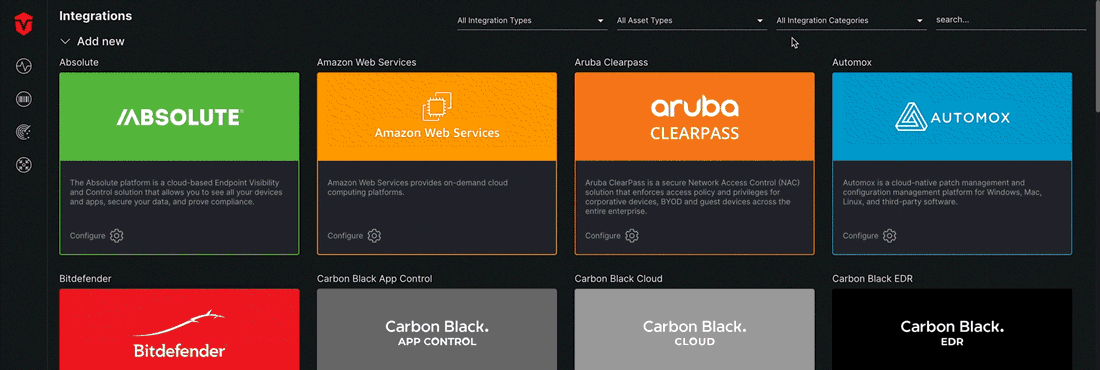 Integrations
All Integration Types
All Asset Types
All Integration Categories
search...
Add new
Absolute
Amazon Web Services
Aruba Clearpass
Automox
ABSOLUTE
Amazon Web Services
aruba
CLEARPASS
AUTOMOX
The Absolute platform is a cloud-based Endpoint Visibility
and Control solution that allows you to see all your devices
and apps, secure your data, and prove compliance.
Amazon Web Services provides on-demand cloud
computing platforms.
Aruba ClearPass is a secure Network Access Control (NAC)
solution that enforces access policy and privileges for
corporative devices, BYOD and guest devices across the
entire enterprise.
Automox is a cloud-native patch management and
configuration management platform for Windows, Mac,
Linux, and third-party software.
Configure
Configure
Configure
Configure
Bitdefender
Carbon Black App Control
Carbon Black Cloud
Carbon Black EDR
Bitdefender
Carbon Black.
APP CONTROL
Carbon Black.
CLOUD
Carbon Black.
EDR